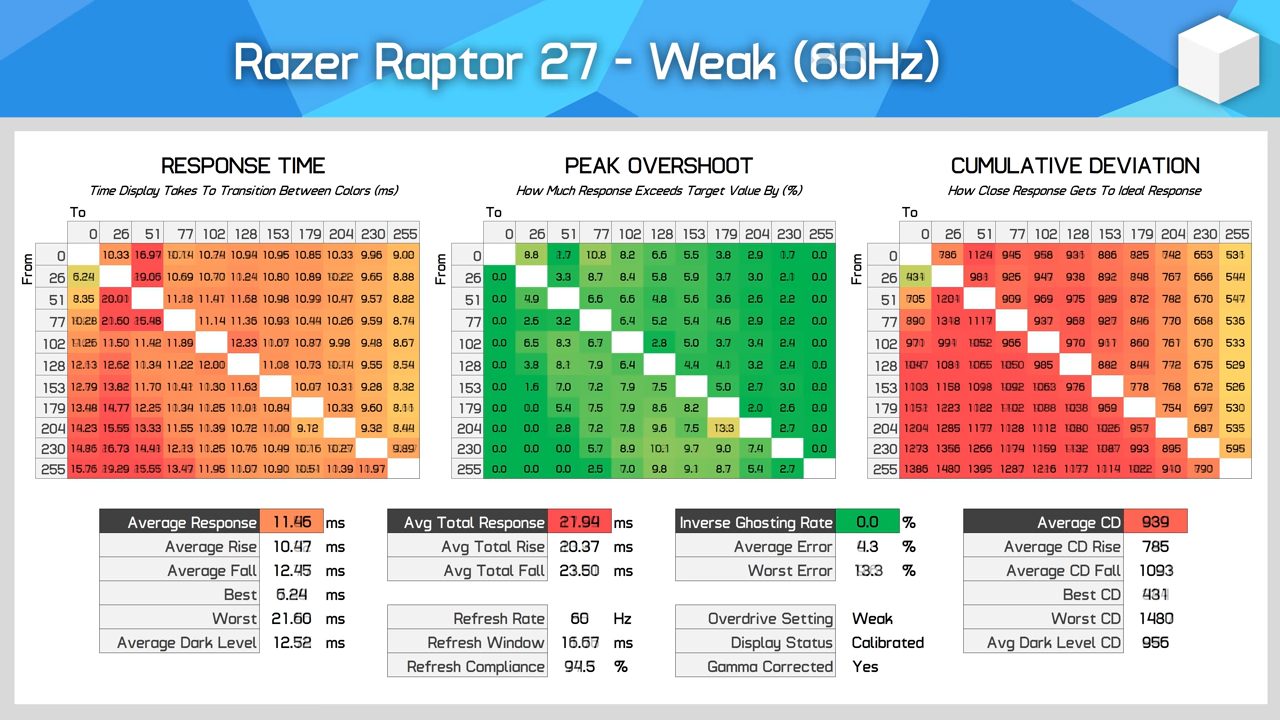 Razer Raptor 27 - Weak (60Hz)
RESPONSE TIME
Time Display Takes To Transition Between Colors (ms)
To
From
0 26 51 77 102 128 153 179 204 230 255
0 10.33 16.97 10.14 10.74 10.94 10.95 10.85 10.33 9.96 9.00
26 6.24 19.06 10.69 10.70 11.24 10.80 10.89 10.22 9.65 8.88
51 8.35 20.01 11.18 11.41 11.68 10.98 10.99 10.47 9.57 8.82
77 10.28 21.60 15.48 11.14 11.36 10.93 10.44 10.26 9.59 8.74
102 11.26 11.50 11.42 11.89 12.33 11.07 10.87 9.98 9.48 8.67
128 12.13 12.62 11.34 11.22 12.00 11.08 10.73 10.14 9.55 8.54
153 12.79 13.82 11.70 11.41 11.30 11.63 10.07 10.31 9.28 8.32
179 13.48 14.77 12.25 11.34 11.25 11.01 10.84 10.33 9.60 8.11
204 14.23 15.55 13.33 11.55 11.39 10.72 11.00 9.12 9.32 8.44
230 14.86 16.73 14.41 12.13 11.25 10.76 10.49 10.16 10.27 9.89
255 15.76 19.29 15.55 13.47 11.95 11.07 10.90 10.51 11.39 11.97
PEAK OVERSHOOT
How Much Response Exceeds Target Value By (%)
To
From
0 26 51 77 102 128 153 179 204 230 255
0 8.8 1.7 10.8 8.2 6.6 5.5 3.8 2.9 1.7 0.0
26 0.0 3.3 8.7 8.4 5.8 5.6 3.7 3.0 2.1 0.0
51 0.0 4.9 6.6 6.6 4.8 5.6 3.6 2.6 2.2 0.0
77 0.0 2.5 3.2 6.4 5.2 5.4 4.6 2.9 2.2 0.0
102 0.0 6.5 8.3 6.7 2.8 5.0 3.7 3.4 2.4 0.0
128 0.0 3.8 8.1 7.9 6.4 4.4 4.1 3.2 2.4 0.0
153 0.0 1.6 7.0 7.2 7.9 7.5 5.0 2.7 3.0 0.0
179 0.0 0.0 5.4 7.5 7.9 8.6 8.2 2.0 2.6 0.0
204 0.0 0.0 2.8 7.2 7.8 9.6 7.5 13.3 2.7 0.0
230 0.0 0.0 0.0 5.7 8.9 10.1 9.7 9.0 7.4 0.0
255 0.0 0.0 0.0 2.5 7.0 9.8 9.1 8.7 5.4 2.7
CUMULATIVE DEVIATION
How Close Response Gets To Ideal Response
To
From
0 26 51 77 102 128 153 179 204 230 255
0 786 1124 945 958 931 886 825 742 653 531
26 431 981 926 947 938 892 848 766 666 544
51 705 1201 909 969 975 929 872 782 670 547
77 890 1318 1117 937 968 927 846 770 668 536
102 971 991 1052 966 970 911 860 761 670 533
128 1047 1081 1065 1050 985 882 844 772 675 529
153 1103 1158 1098 1092 1063 976 778 768 672 526
179 1151 1223 1122 1102 1088 1038 969 754 697 530
204 1204 1265 1177 1128 1112 1080 1026 957 687 535
230 1273 1356 1256 1174 1159 1132 1087 993 895 595
255 1386 1480 1395 1287 1216 1177 1114 1022 910 790
Average Response 11.46 ms
Average Rise 10.47 ms
Average Fall 12.45 ms
Best 6.24 ms
Worst 21.60 ms
Average Dark Level 12.52 ms
Avg Total Response 21.94 ms
Avg Total Rise 20.37 ms
Avg Total Fall 23.50 ms
Refresh Rate 60 Hz
Refresh Window 16.67 ms
Refresh Compliance 94.5 %
Inverse Ghosting Rate 0.0 %
Average Error 4.3 %
Worst Error 13.3 %
Overdrive Setting Weak
Display Status Calibrated
Gamma Corrected Yes
Average CD 939
Average CD Rise 785
Average CD Fall 1093
Best CD 431
Worst CD 1480
Avg Dark Level CD 956